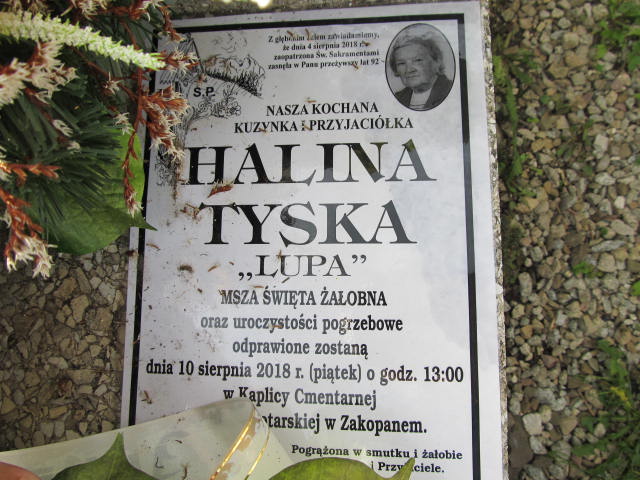 Z głębokim żalem zawiadamiamy,
że dnia 4 sierpnia 2018 r.
zaopatrzona Św. Sakramentami
zasnęła w Panu przeżywszy lat 92
Ś.P.
NASZA KOCHANA
KUZYNKA I PRZYJACIÓŁKA
HALINA
TYSKA
„LUPA”
MSZA ŚWIĘTA ŻAŁOBNA
oraz uroczystości pogrzebowe
odprawione zostaną
dnia 10 sierpnia 2018 r. (piątek) o godz. 13:00
w Kaplicy Cmentarnej
otarskiej w Zakopanem.
Pogrążona w smutku i żałobie
i Przyjaciele.